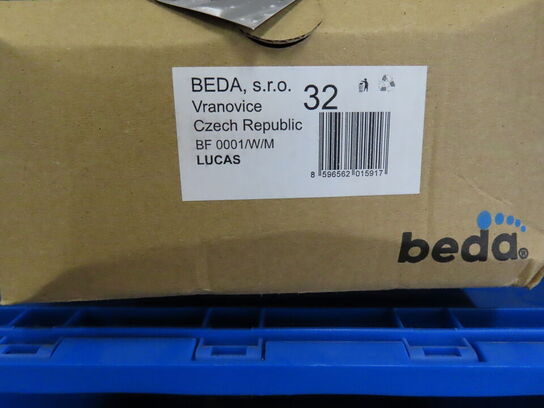 BEDA, s.r.o. 32
Vranovice
Czech Republic
BF 0001/W/M
LUCAS
8 596562 015917
beda®